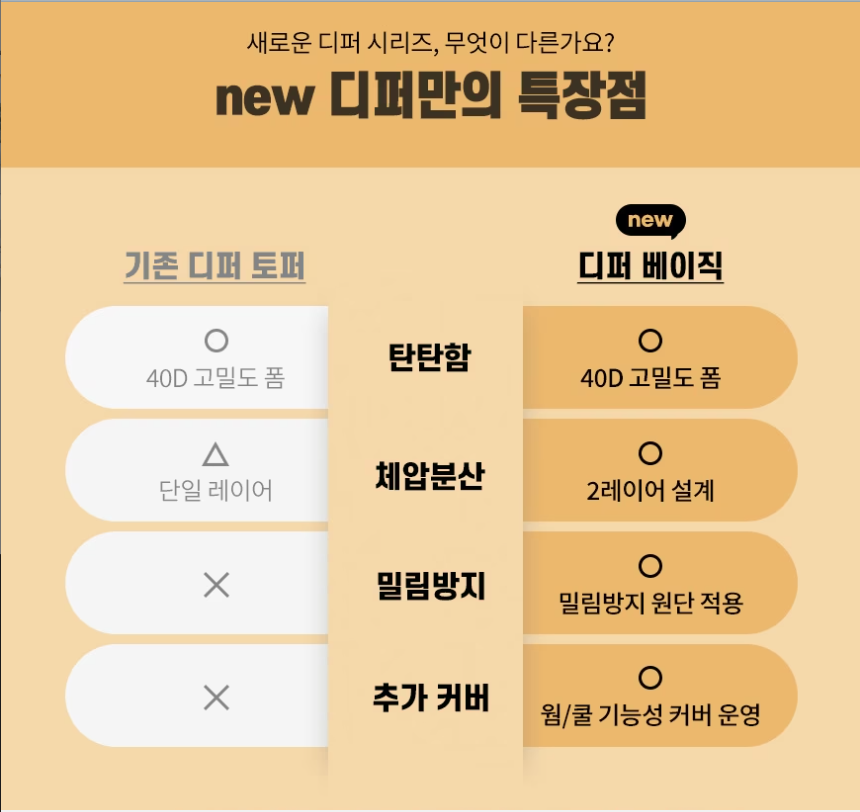 새로운 디퍼 시리즈, 무엇이 다른가요?
new 디퍼만의 특장점
new
기존 디퍼 토퍼
디퍼 베이직
○
40D 고밀도 폼
탄탄함
○
40D 고밀도 폼
△
단일 레이어
체압분산
○
2레이어 설계
×
밀림방지
○
밀림방지 원단 적용
×
추가 커버
○
웜/쿨 기능성 커버 운영